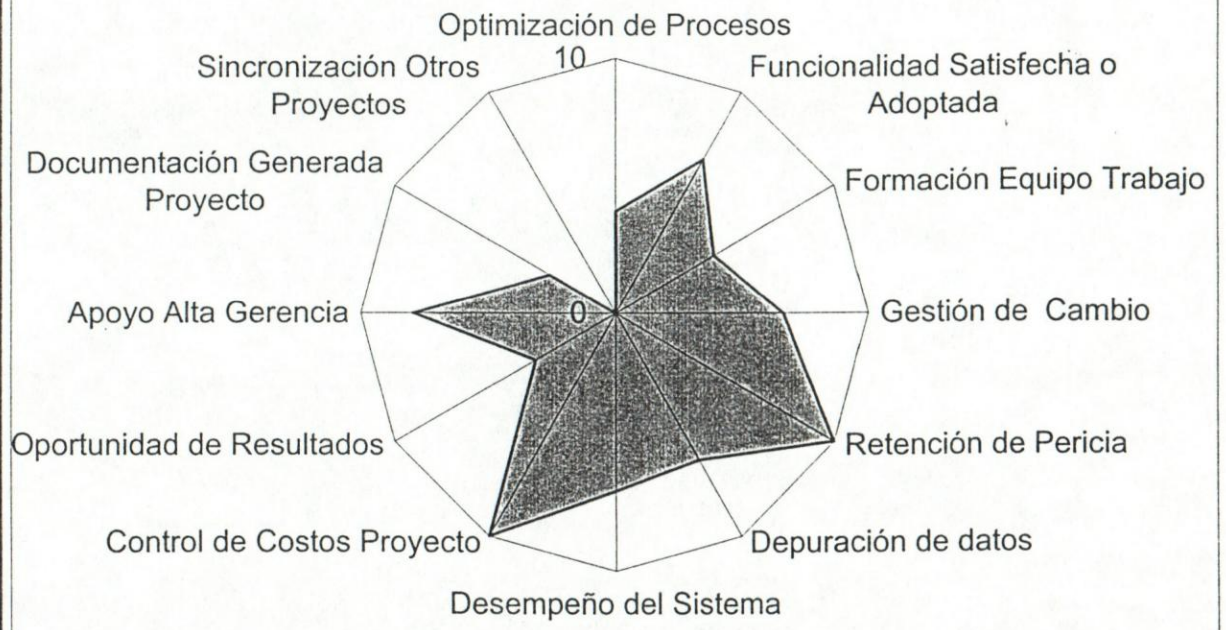 Optimización de Procesos
10
Funcionalidad Satisfecha o
Adoptada
Formación Equipo Trabajo
Gestión de Cambio
Retención de Pericia
Depuración de datos
Desempeño del Sistema
Control de Costos Proyecto
Oportunidad de Resultados
Apoyo Alta Gerencia
0
Documentación Generada
Proyecto
Sincronización Otros
Proyectos